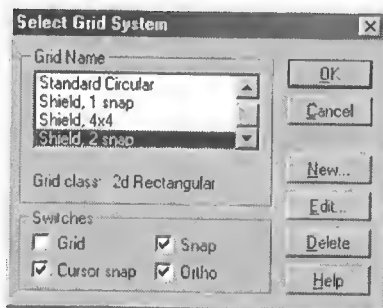 Select Grid System
Grid Name
Standard Circular
Shield, 1 snap
Shield, 4x4
Shield, 2 snap
Grid class: 2d Rectangular
Switches
Grid
Snap
Cursor snap
Ortho
OK
Cancel
New...
Edit...
Delete
Help